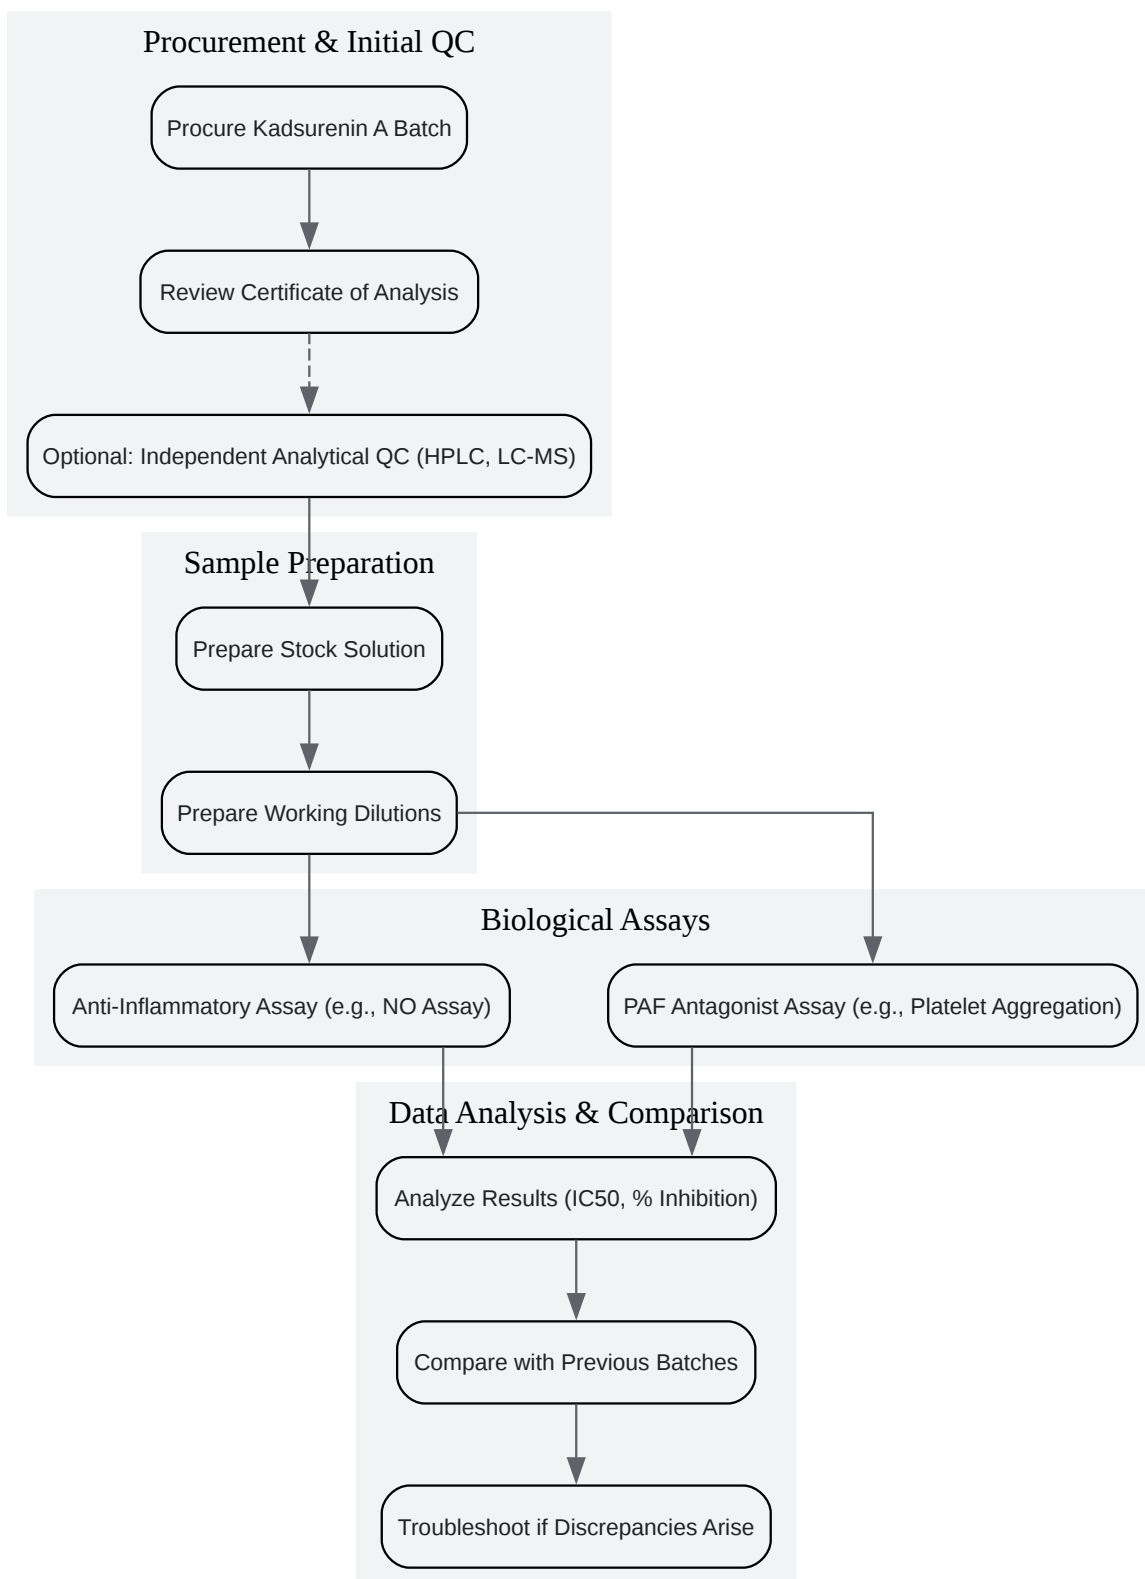 Procurement & Initial QC
Procure Kadsurenin A Batch
Review Certificate of Analysis
Optional: Independent Analytical QC (HPLC, LC-MS)
Sample Preparation
Prepare Stock Solution
Prepare Working Dilutions
Biological Assays
Anti-Inflammatory Assay (e.g., NO Assay)
PAF Antagonist Assay (e.g., Platelet Aggregation)
Data Analysis & Comparison
Analyze Results (IC50, % Inhibition)
Compare with Previous Batches
Troubleshoot if Discrepancies Arise